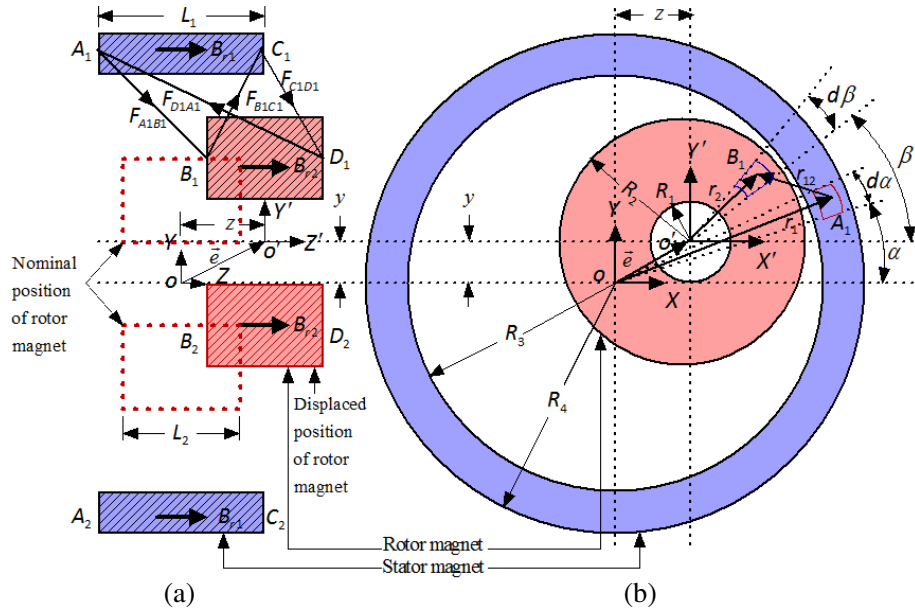 L1
A1
Br1
C1
FA1B1
FD1A1
FB1C1
FC1D1
B1
Br2
D1
Y'
y
Z
Z'
Y
o'
e
o
Z
Nominal
position
of rotor
magnet
B2
Br2
D2
Displaced
position
of rotor
magnet
L2
A2
Br1
C2
Rotor magnet
Stator magnet
(a)
z
dβ
β
B1
r12
dα
A1
α
r2
r1
R2
R1
Y'
Y
y
e
o'
o
X'
X
R3
R4
(b)